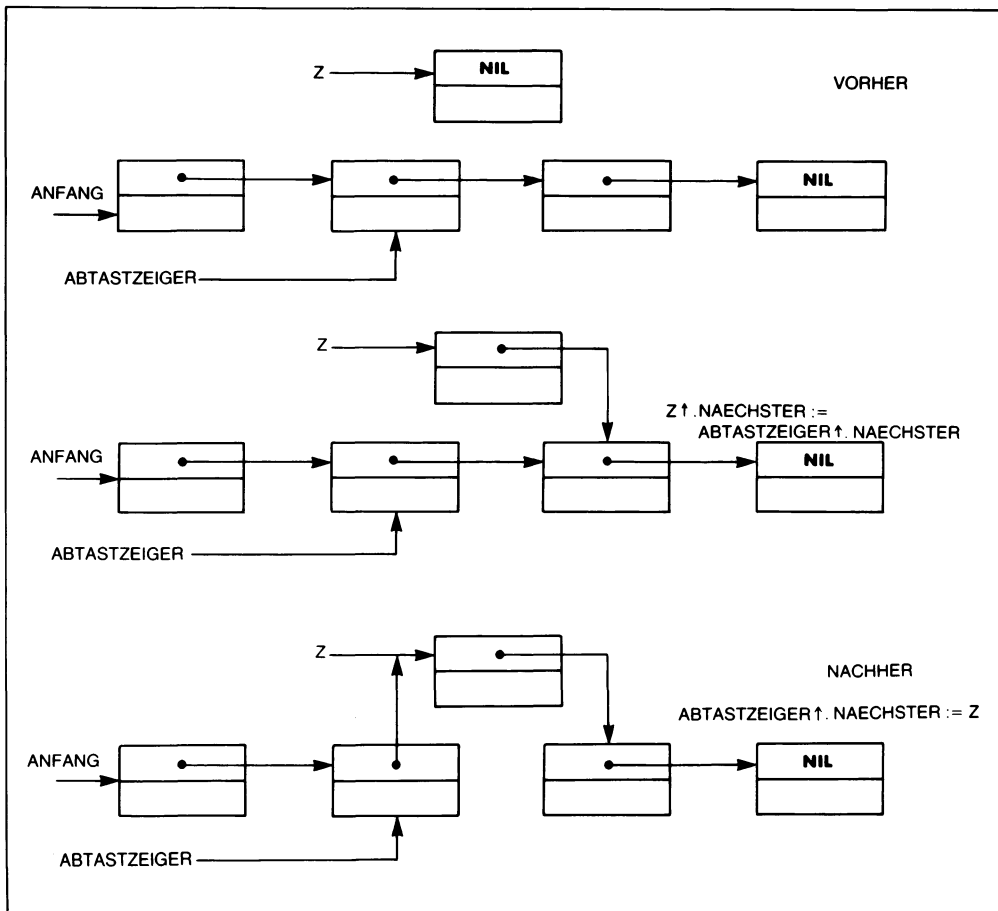 Z
NIL
VORHER
ANFANG
NIL
ABTASTZEIGER
Z
Z↑.NAECHSTER :=
ABTASTZEIGER↑.NAECHSTER
ANFANG
NIL
ABTASTZEIGER
Z
NACHHER
ABTASTZEIGER↑.NAECHSTER := Z
ANFANG
NIL
ABTASTZEIGER